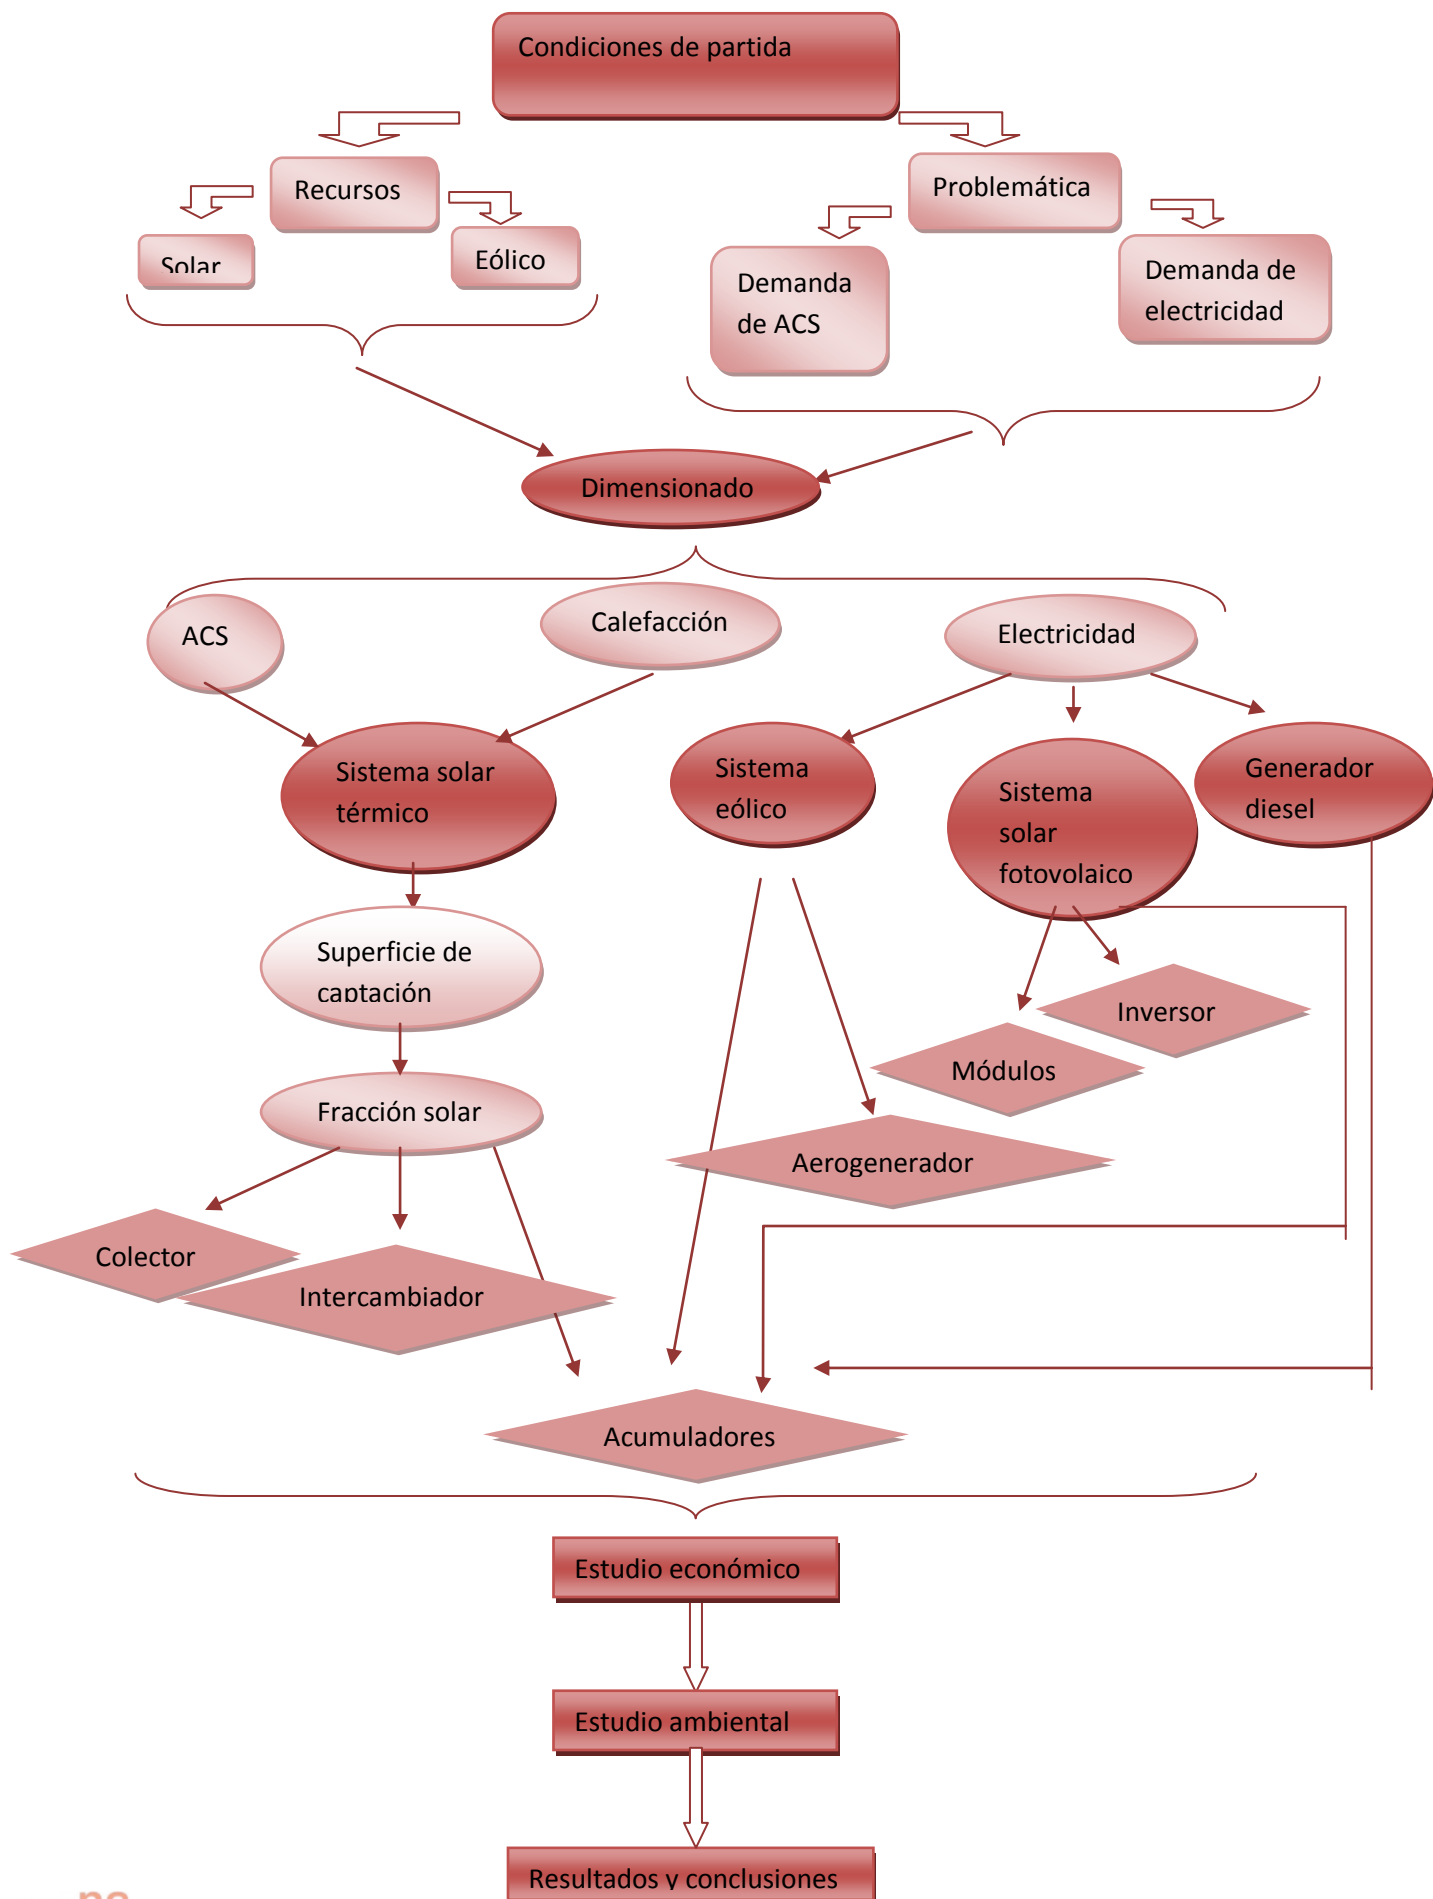 Condiciones de partida
Recursos
Problemática
Solar
Eólico
Demanda
de ACS
Demanda de
electricidad
Dimensionado
ACS
Calefacción
Electricidad
Sistema solar
térmico
Sistema
eólico
Sistema
solar
fotovolaico
Generador
diesel
Superficie de
captación
Inversor
Módulos
Fracción solar
Aerogenerador
Colector
Intercambiador
Acumuladores
Estudio económico
Estudio ambiental
Resultados y conclusiones